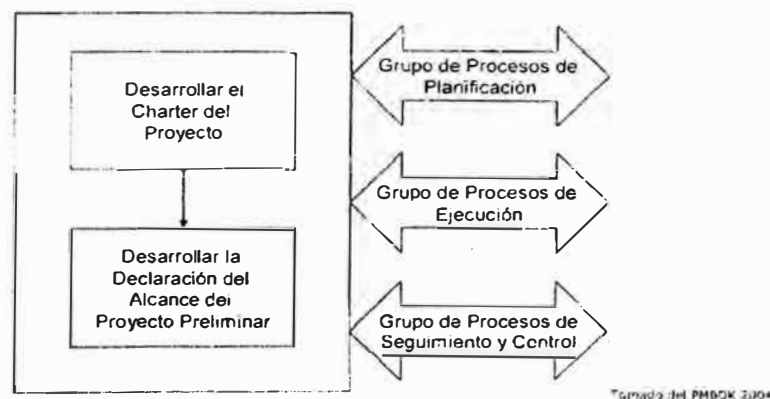 Desarrollar el
Charter del
Proyecto
Desarrollar la
Declaración del
Alcance del
Proyecto Preliminar
Grupo de Procesos de
Planificación
Grupo de Procesos de
Ejecución
Grupo de Procesos de
Seguimiento y Control
Tomado del PMBOK 2004